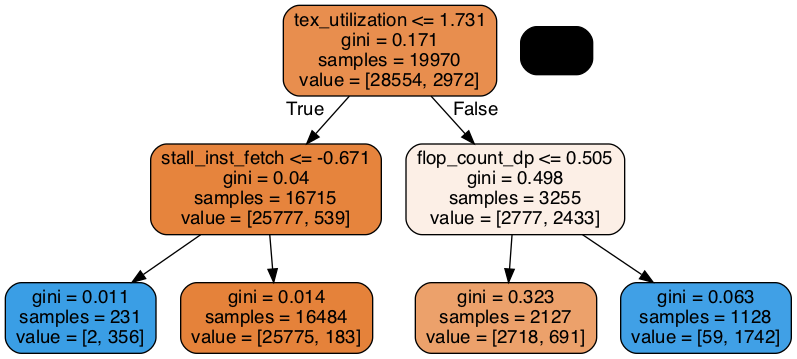 tex_utilization <= 1.731
gini = 0.171
samples = 19970
value = [28554, 2972]
True
False
stall_inst_fetch <= -0.671
gini = 0.04
samples = 16715
value = [25777, 539]
flop_count_dp <= 0.505
gini = 0.498
samples = 3255
value = [2777, 2433]
gini = 0.011
samples = 231
value = [2, 356]
gini = 0.014
samples = 16484
value = [25775, 183]
gini = 0.323
samples = 2127
value = [2718, 691]
gini = 0.063
samples = 1128
value = [59, 1742]